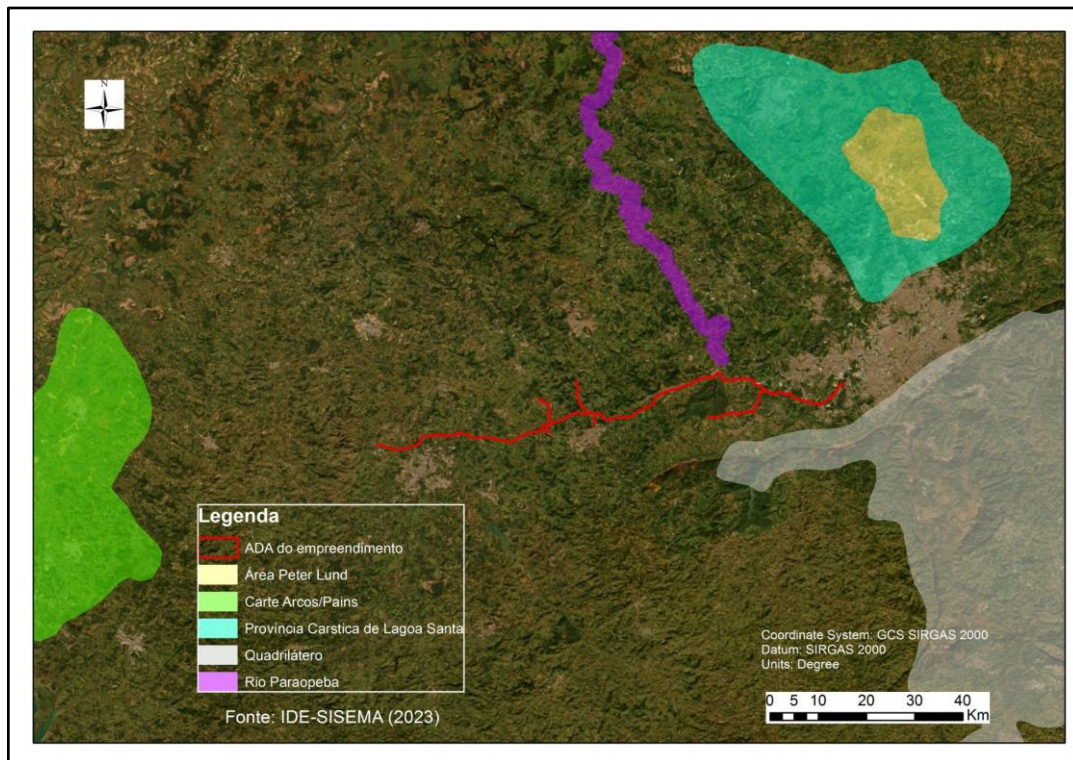 N
Legenda
ADA do empreendimento
Área Peter Lund
Carte Arcos/Pains
Província Carstica de Lagoa Santa
Quadrilátero
Rio Paraopeba
Fonte: IDE-SISEMA (2023)
Coordinate System: GCS SIRGAS 2000
Datum: SIRGAS 2000
Units: Degree
0 5 10 20 30 40
Km